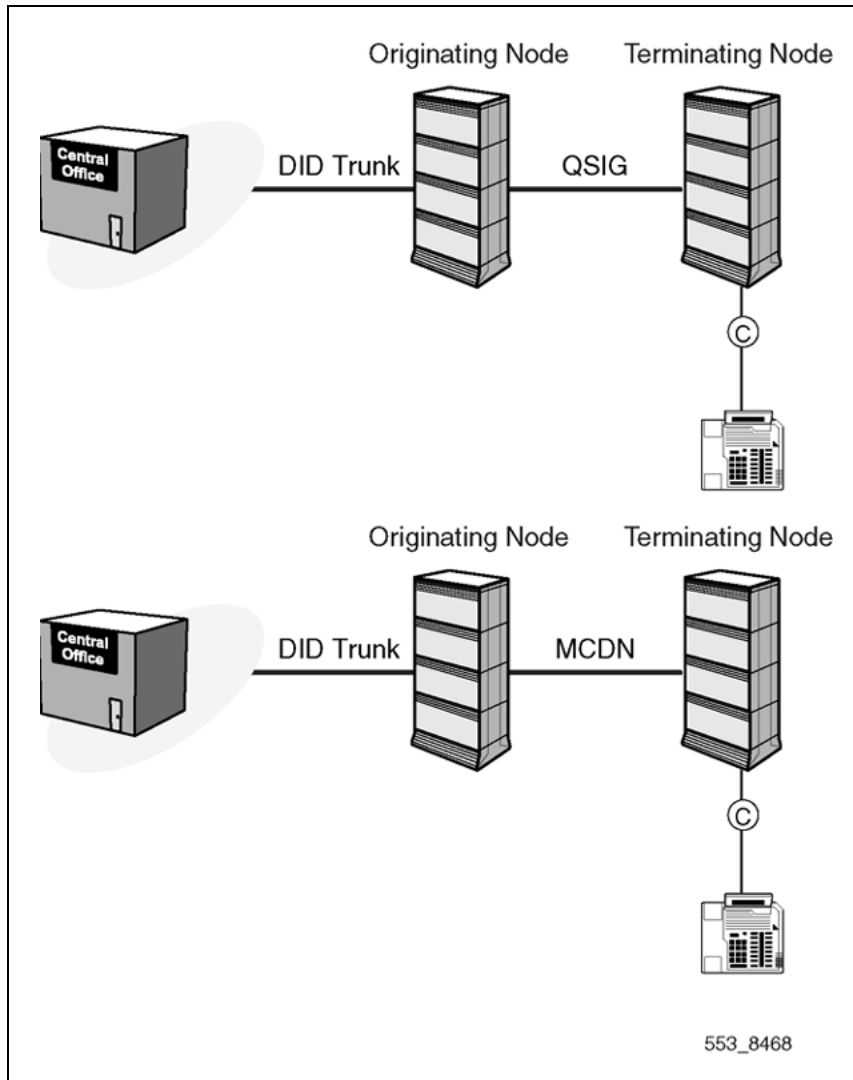 Originating Node Terminating Node
Central
Office
DID Trunk QSIG
C
Originating Node Terminating Node
Central
Office
DID Trunk MCDN
C
553_8468